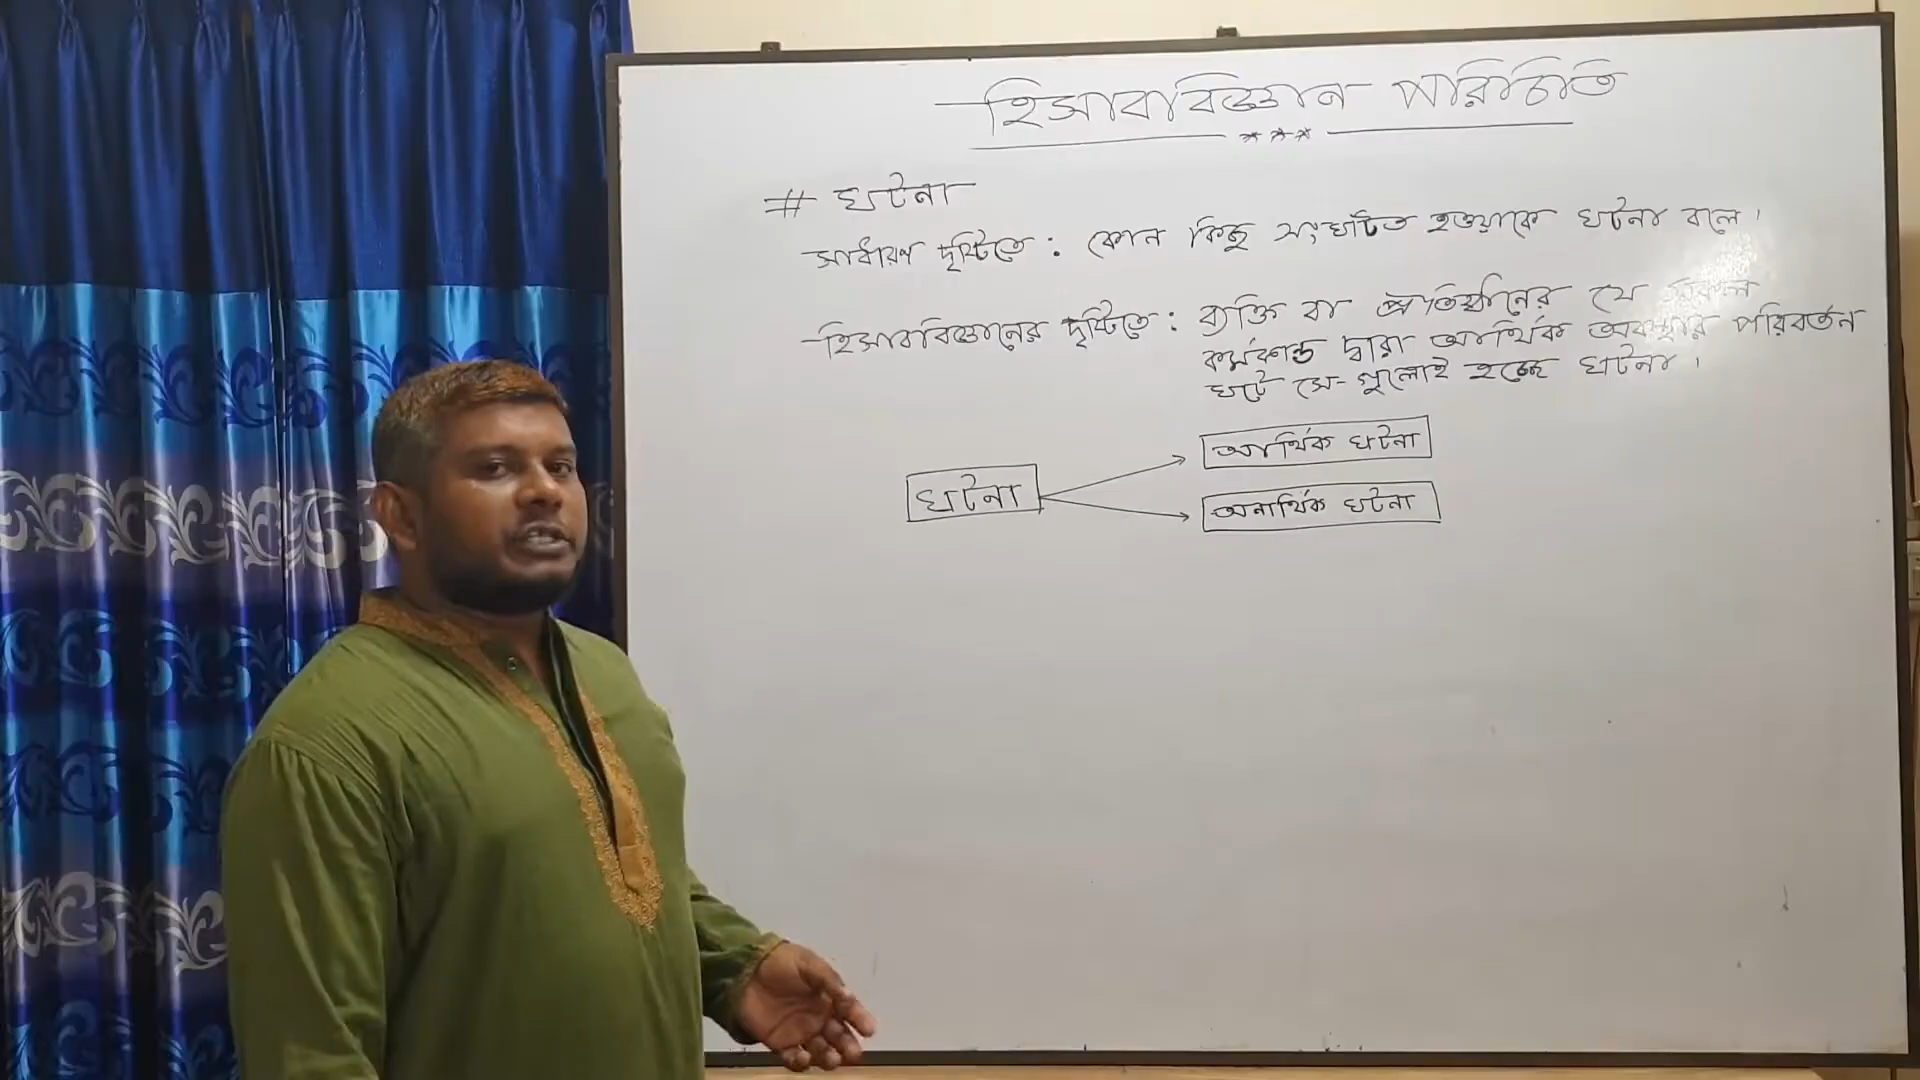 হিসাববিজ্ঞান পরিচিতি
***
# ঘটনা
সাধারণ দৃষ্টিতে : কোন কিছু সংঘটিত হওয়াকে ঘটনা বলে।
হিসাববিজ্ঞানের দৃষ্টিতে : ব্যক্তি বা প্রতিষ্ঠানের যে সকল
কর্মকান্ড দ্বারা আর্থিক অবস্থার পরিবর্তন
ঘটে সে-গুলোই হচ্ছে ঘটনা।
আর্থিক ঘটনা
ঘটনা
অনার্থিক ঘটনা